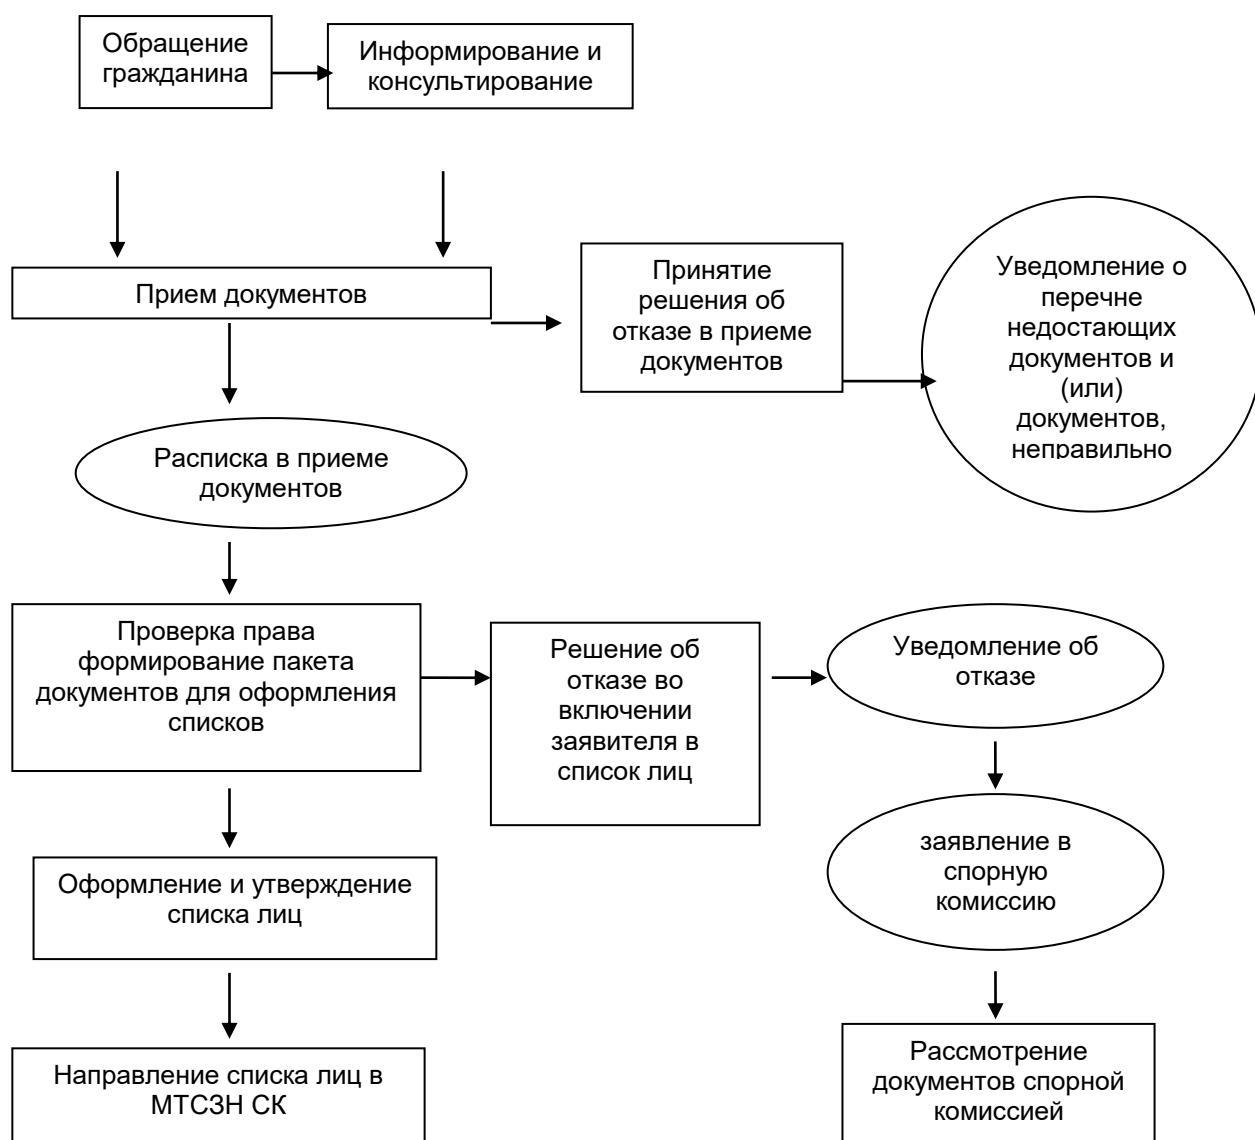 Обращение
гражданина
Информирование и
консультирование
Прием документов
Принятие
решения об
отказе в приеме
документов
Уведомление о
перечне
недостающих
документов и
(или)
документов,
неправильно
Расписка в приеме
документов
Проверка права
формирование пакета
документов для оформления
списков
Решение об
отказе во
включении
заявителя в
список лиц
Уведомление об
отказе
заявление в
спорную
комиссию
Оформление и утверждение
списка лиц
Направление списка лиц в
МТСЗН СК
Рассмотрение
документов спорной
комиссией